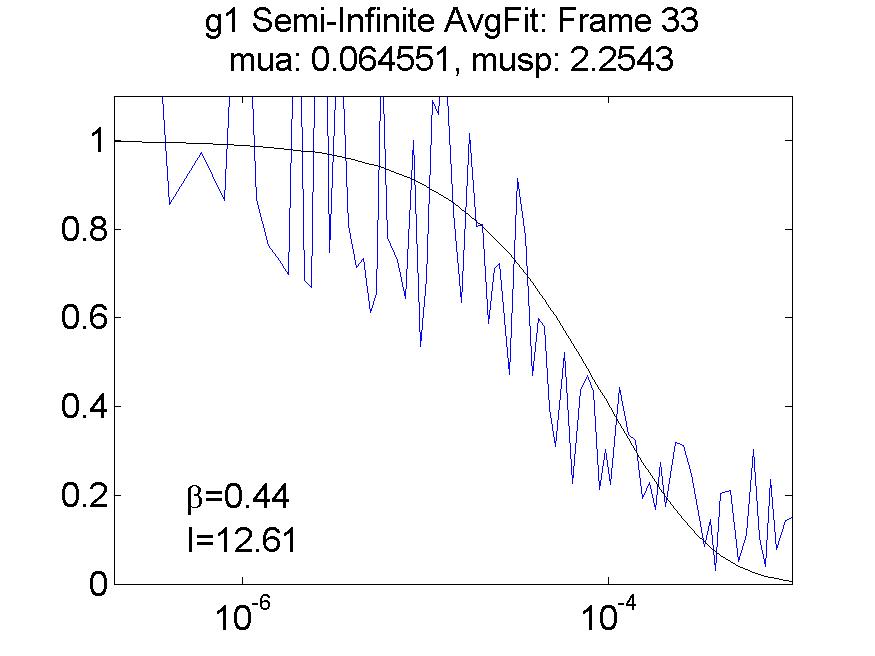 g1 Semi-Infinite AvgFit: Frame 33
mua: 0.064551, musp: 2.2543
1
0.8
0.6
0.4
0.2
0
β=0.44
I=12.61
10^-6
10^-4